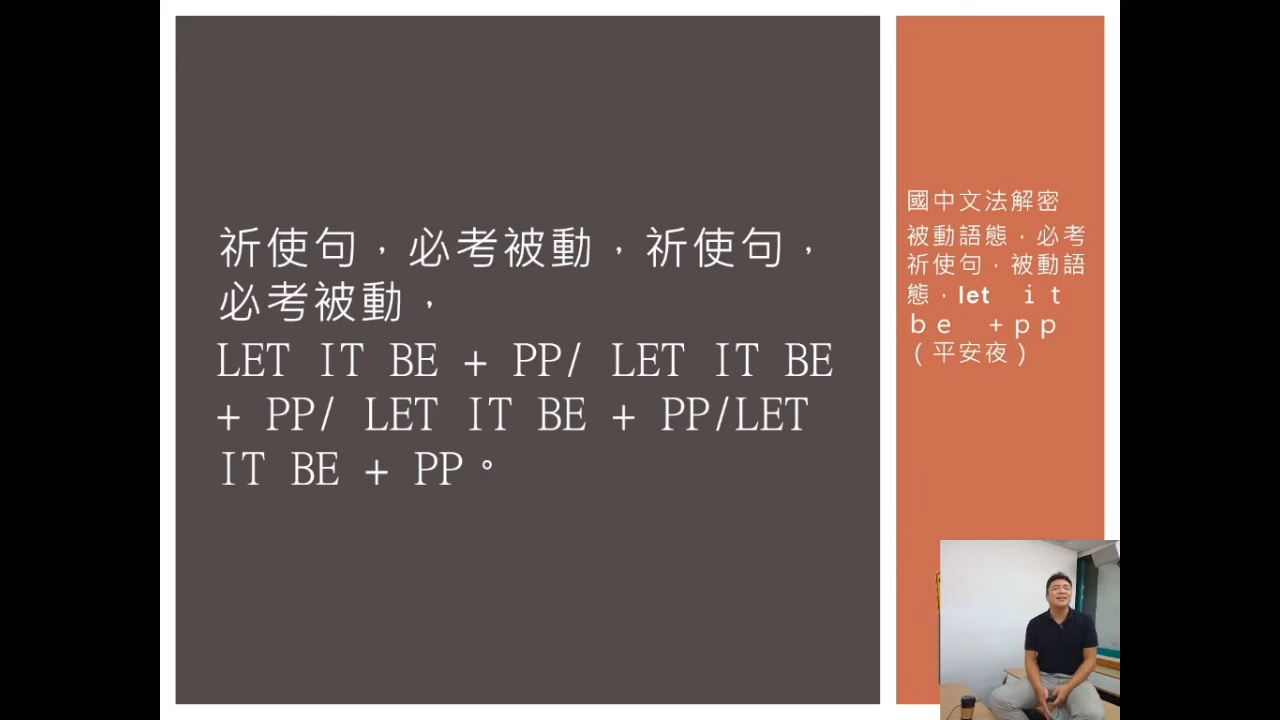 祈使句，必考被動，祈使句，
必考被動，
LET IT BE + PP/ LET IT BE
+ PP/ LET IT BE + PP/LET
IT BE + PP。
國中文法解密
被動語態，必考
祈使句，被動語
態，let ｉｔ
ｂｅ ＋ｐｐ
（平安夜）